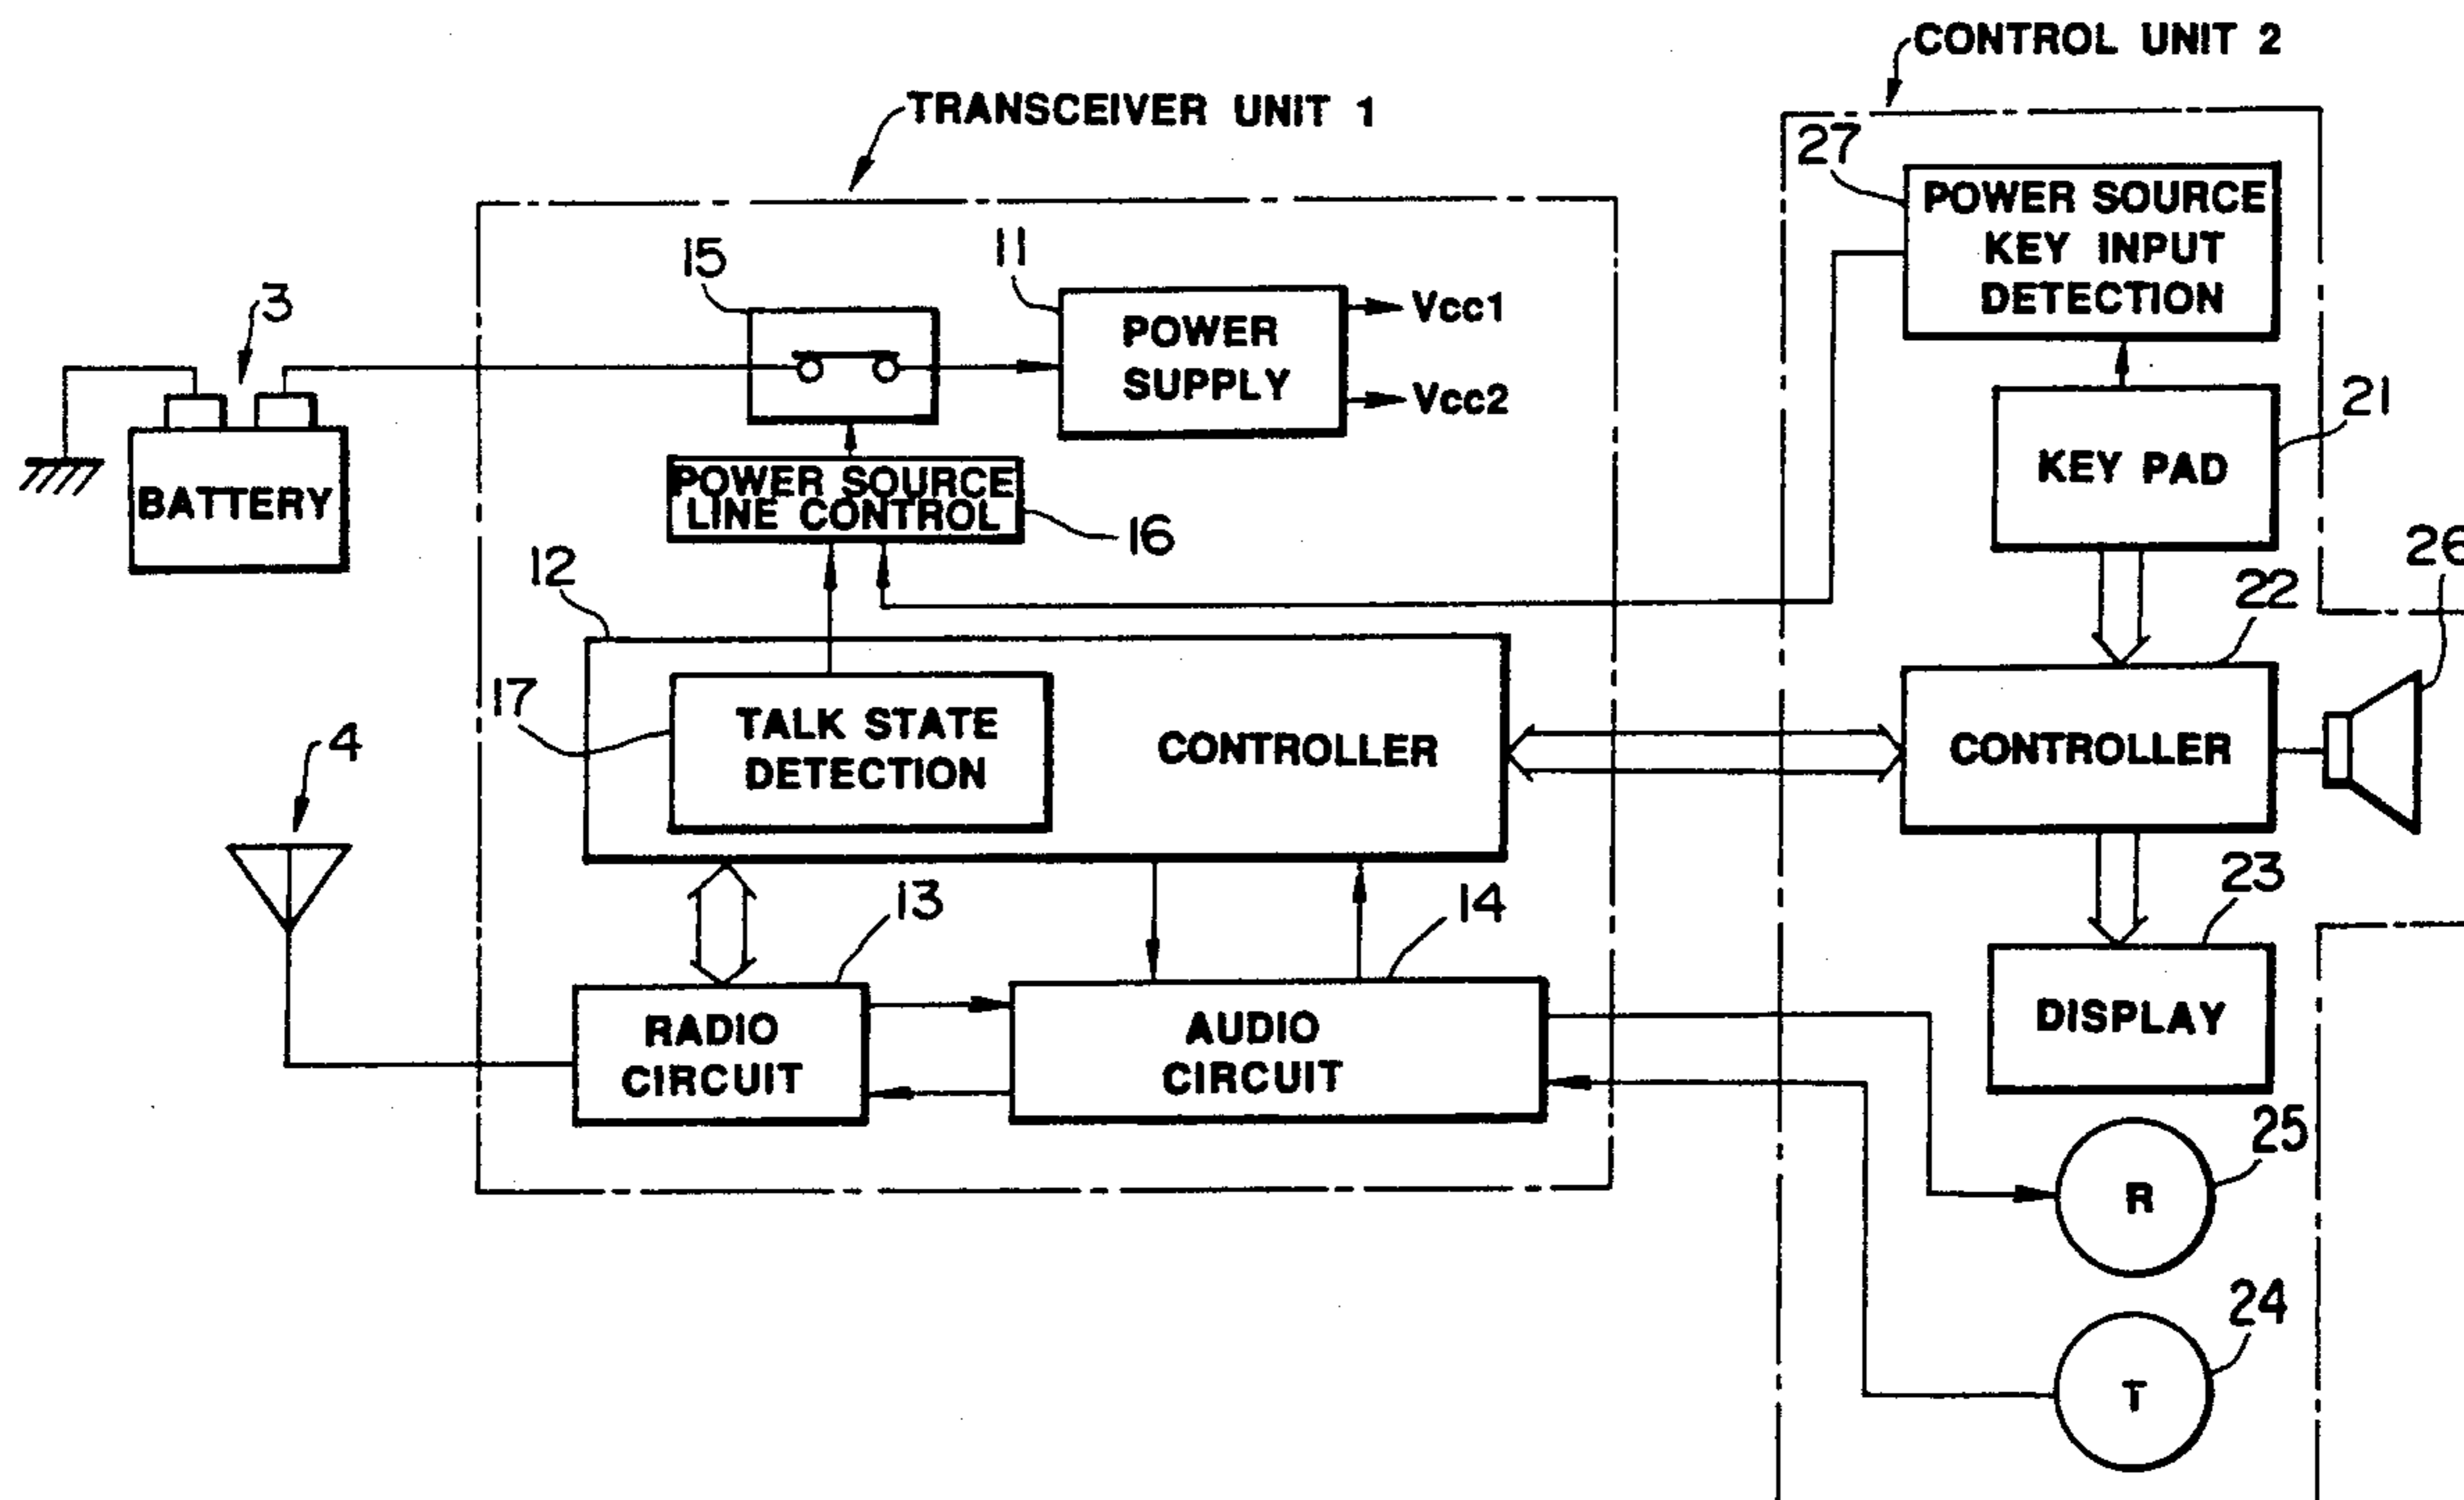 CONTROL UNIT 2
TRANSCEIVER UNIT 1
27
POWER SOURCE
KEY INPUT
DETECTION
15
11
3
POWER
SUPPLY
Vcc1
Vcc2
21
KEY PAD
BATTERY
POWER SOURCE
LINE CONTROL
16
12
26
22
17
TALK STATE
DETECTION
CONTROLLER
CONTROLLER
4
13
14
23
RADIO
CIRCUIT
AUDIO
CIRCUIT
DISPLAY
25
R
24
T